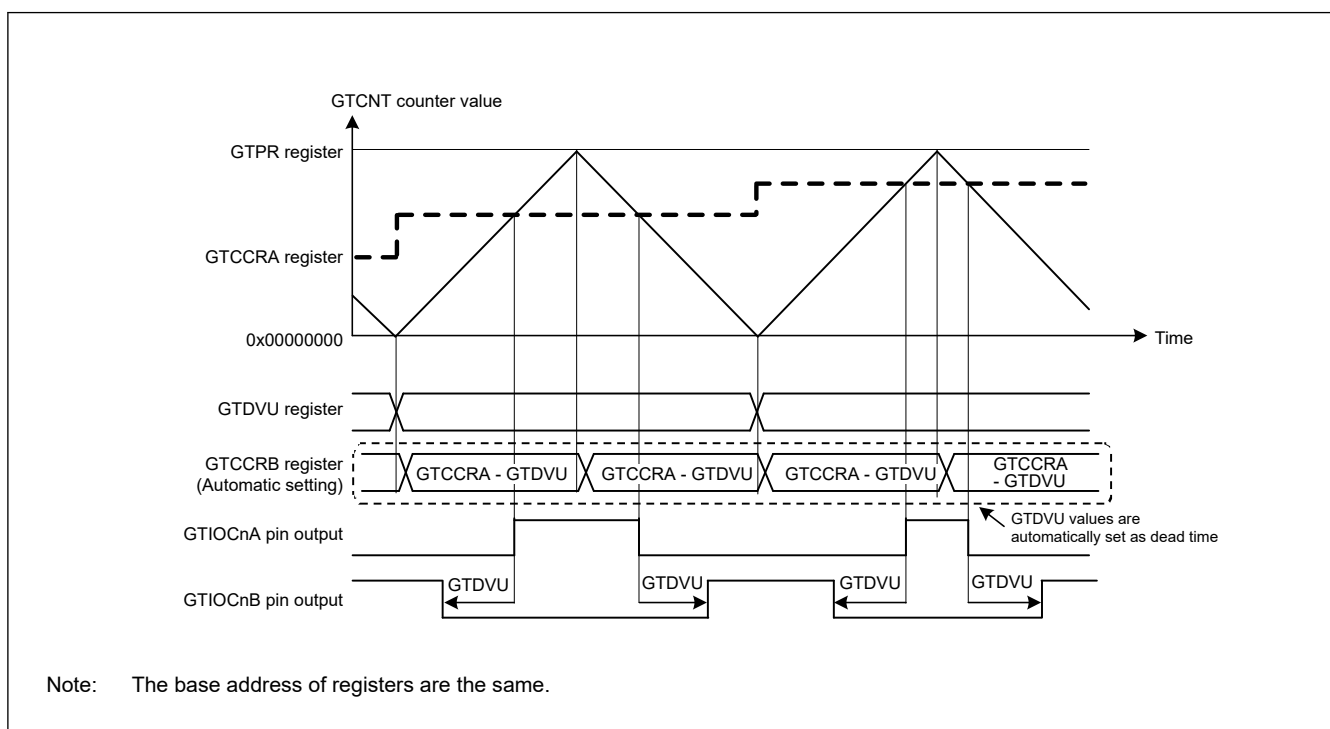 GTCNT counter value
GTPR register
GTCCRA register
0x00000000
Time
GTDVU register
GTCCRB register
(Automatic setting)
GTCCRA - GTDVU
GTCCRA - GTDVU
GTCCRA - GTDVU
GTCCRA
- GTDVU
GTDVU values are
automatically set as dead time
GTIOCnA pin output
GTIOCnB pin output
GTDVU
GTDVU
GTDVU
GTDVU
Note: The base address of registers are the same.